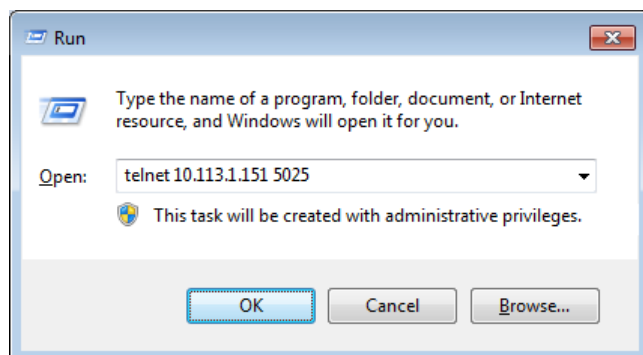 Run
Type the name of a program, folder, document, or Internet
resource, and Windows will open it for you.
Open: telnet 10.113.1.151 5025
This task will be created with administrative privileges.
OK Cancel Browse...